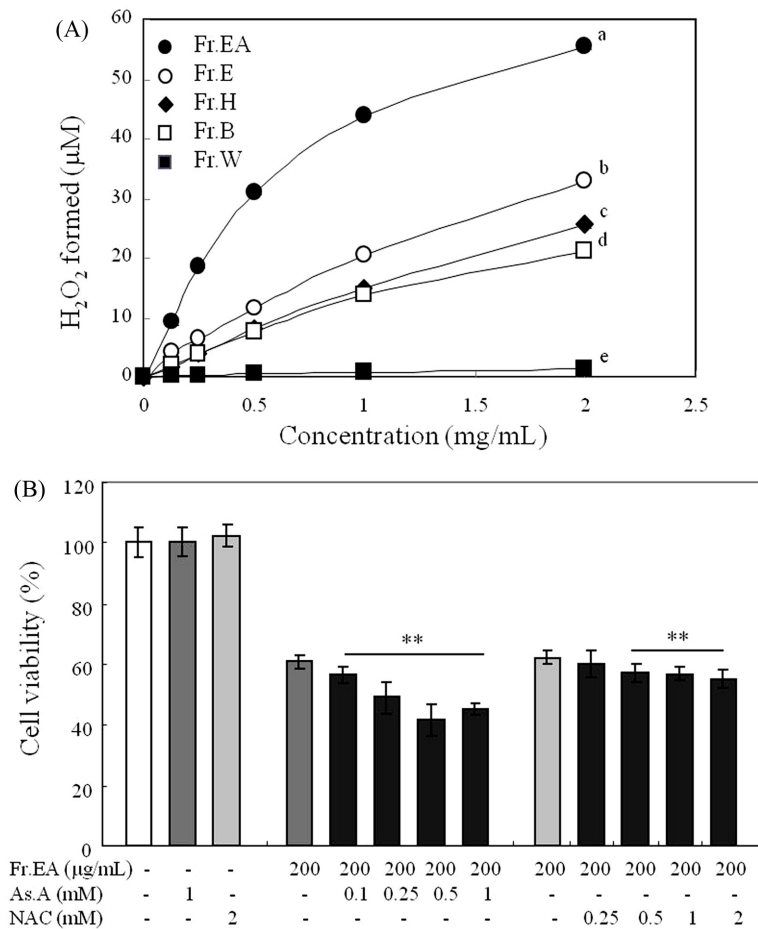 (A)
60
50
40
30
20
10
0
H₂O₂ formed (μM)
Fr.EA
Fr.E
Fr.H
Fr.B
Fr.W
a
b
c
d
e
0 0.5 1 1.5 2 2.5
Concentration (mg/mL)
(B)
120
100
80
60
40
20
0
Cell viability (%)
** **
Fr.EA (μg/mL) - - - 200 200 200 200 200 200 200 200 200 200
As.A (mM) - 1 - - 0.1 0.25 0.5 1 - - - - -
NAC (mM) - - 2 - - - - - - 0.25 0.5 1 2